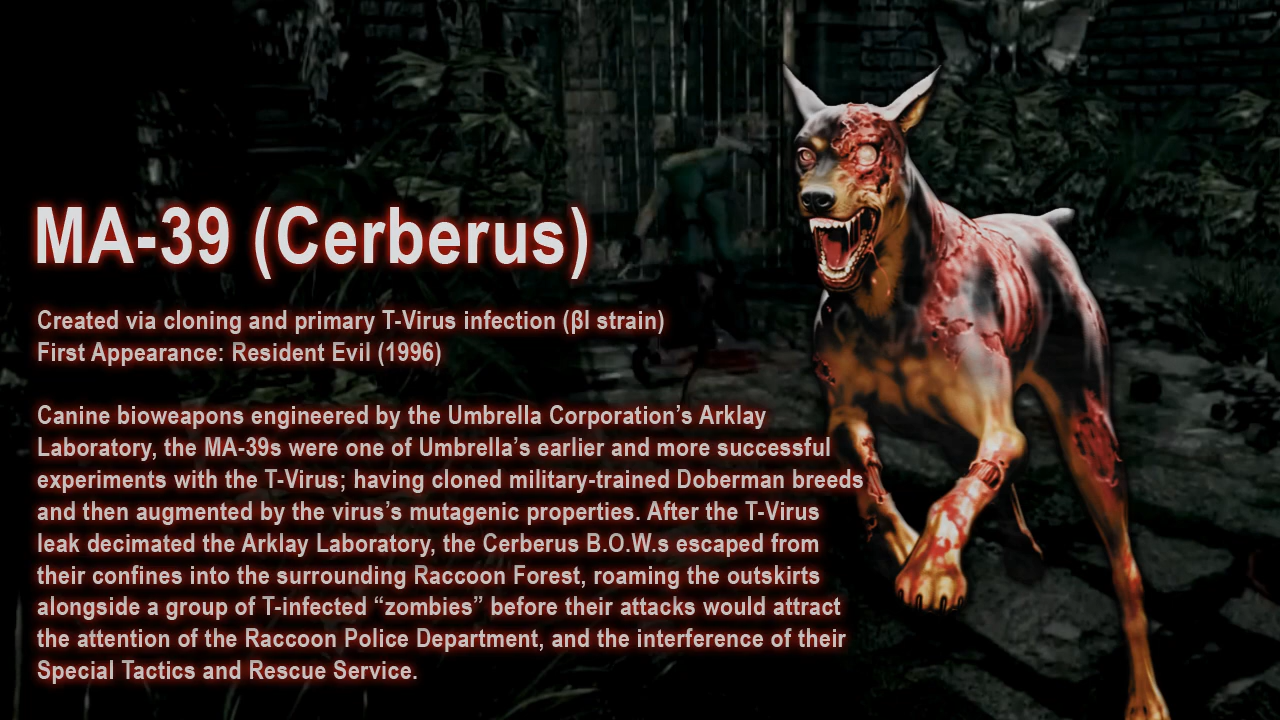 MA-39 (Cerberus)
Created via cloning and primary T-Virus infection (βI strain)
First Appearance: Resident Evil (1996)
Canine bioweapons engineered by the Umbrella Corporation’s Arklay
Laboratory, the MA-39s were one of Umbrella’s earlier and more successful
experiments with the T-Virus; having cloned military-trained Doberman breeds
and then augmented by the virus’s mutagenic properties. After the T-Virus
leak decimated the Arklay Laboratory, the Cerberus B.O.W.s escaped from
their confines into the surrounding Raccoon Forest, roaming the outskirts
alongside a group of T-infected “zombies” before their attacks would attract
the attention of the Raccoon Police Department, and the interference of their
Special Tactics and Rescue Service.